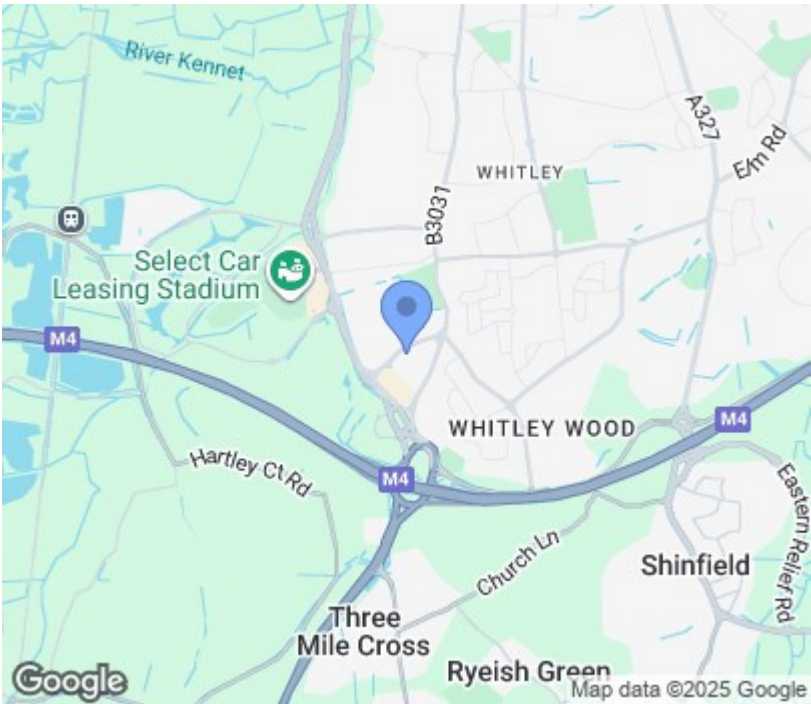 River Kennet
A327
E/m Rd
WHITLEY
B3031
Select Car
Leasing Stadium
M4
WHITLEY WOOD
M4
Hartley Ct Rd
M4
Eastern Relief Rd
Church Ln
Shinfield
Three
Mile Cross
Ryeish Green
Google
Map data ©2025 Google